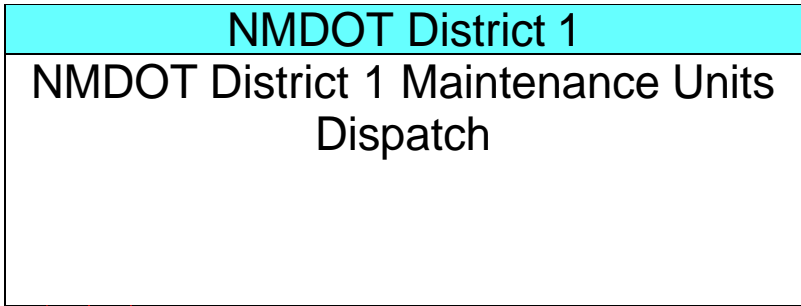 NMDOT District 1
NMDOT District 1 Maintenance Units
Dispatch